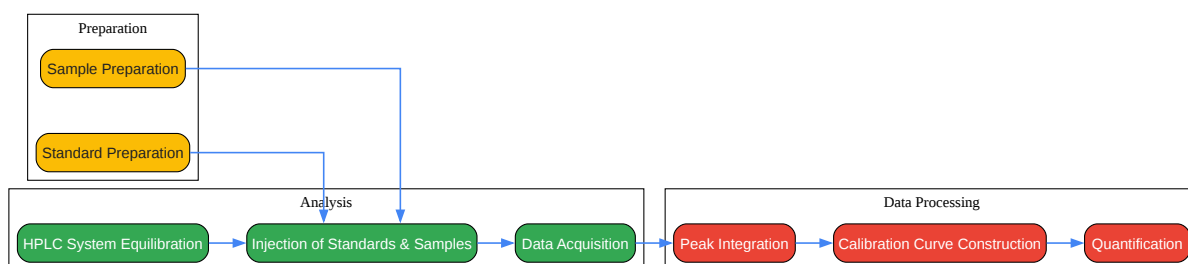 Preparation
Sample Preparation
Standard Preparation
Analysis
HPLC System Equilibration
Injection of Standards & Samples
Data Acquisition
Data Processing
Peak Integration
Calibration Curve Construction
Quantification